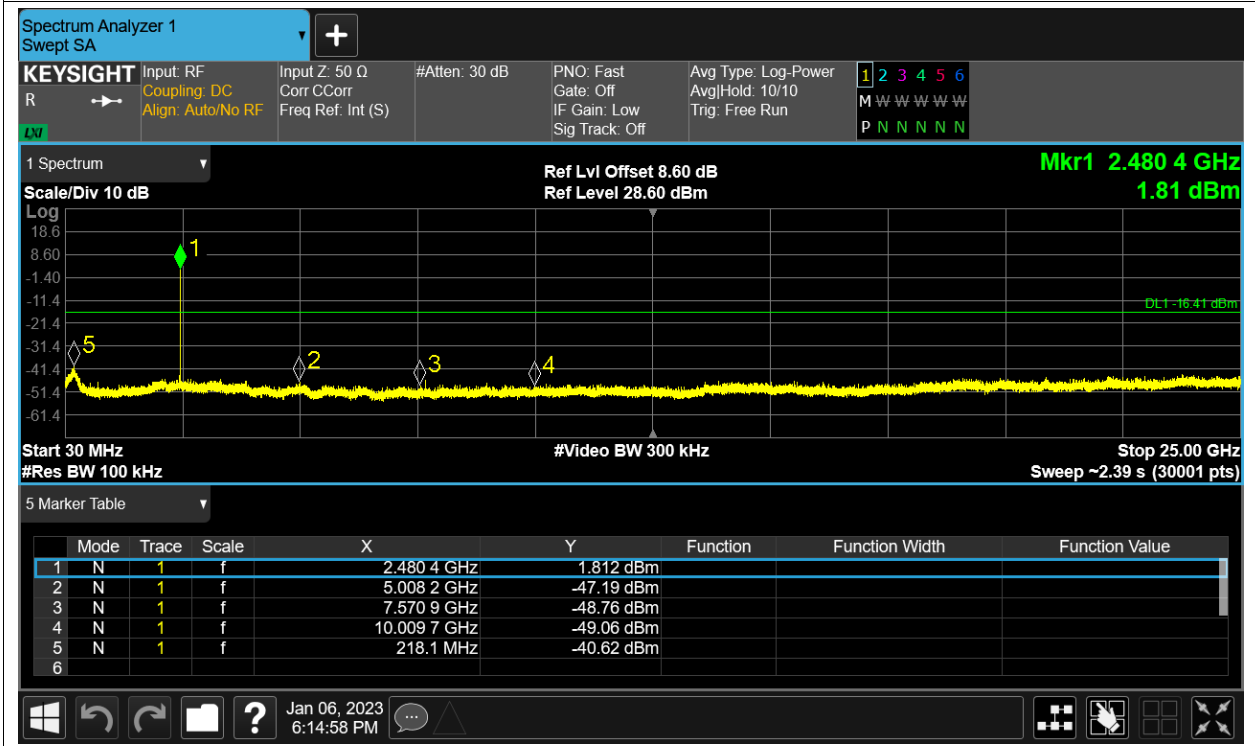 Spectrum Analyzer 1
Swept SA
KEYSIGHT
R
LXI
Input: RF
Coupling: DC
Align: Auto/No RF
Input Z: 50 Ω
Corr CCorr
Freq Ref: Int (S)
#Atten: 30 dB
PNO: Fast
Gate: Off
IF Gain: Low
Sig Track: Off
Avg Type: Log-Power
Avg|Hold: 10/10
Trig: Free Run
1 2 3 4 5 6
M W W W W W
P N N N N N
1 Spectrum
Scale/Div 10 dB
Ref Lvl Offset 8.60 dB
Ref Level 28.60 dBm
Mkr1 2.480 4 GHz
1.81 dBm
Log
18.6
8.60
-1.40
-11.4
-21.4
-31.4
-41.4
-51.4
-61.4
1
DL1 -16.41 dBm
5
2
3
4
Start 30 MHz
#Res BW 100 kHz
#Video BW 300 kHz
Stop 25.00 GHz
Sweep ~2.39 s (30001 pts)
5 Marker Table
Mode Trace Scale X Y Function Function Width Function Value
1 N 1 f 2.480 4 GHz 1.812 dBm
2 N 1 f 5.008 2 GHz -47.19 dBm
3 N 1 f 7.570 9 GHz -48.76 dBm
4 N 1 f 10.009 7 GHz -49.06 dBm
5 N 1 f 218.1 MHz -40.62 dBm
6
?
Jan 06, 2023
6:14:58 PM